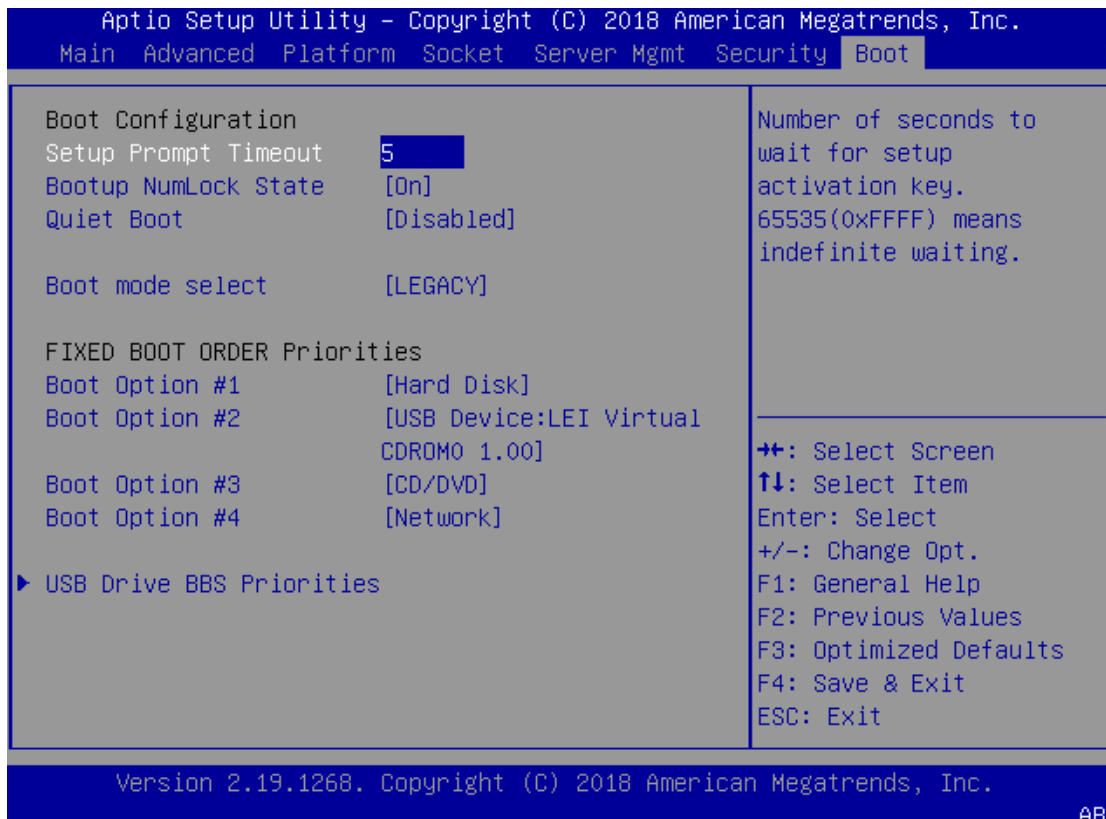 Aptio Setup Utility – Copyright (C) 2018 American Megatrends, Inc.
Main Advanced Platform Socket Server Mgmt Security Boot
Boot Configuration
Setup Prompt Timeout 5
Bootup NumLock State [On]
Quiet Boot [Disabled]
Boot mode select [LEGACY]
FIXED BOOT ORDER Priorities
Boot Option #1 [Hard Disk]
Boot Option #2 [USB Device:LEI Virtual
CDROM0 1.00]
Boot Option #3 [CD/DVD]
Boot Option #4 [Network]
▶ USB Drive BBS Priorities
Number of seconds to
wait for setup
activation key.
65535(0xFFFF) means
indefinite waiting.
→←: Select Screen
↑↓: Select Item
Enter: Select
+/-: Change Opt.
F1: General Help
F2: Previous Values
F3: Optimized Defaults
F4: Save & Exit
ESC: Exit
Version 2.19.1268. Copyright (C) 2018 American Megatrends, Inc.
AB